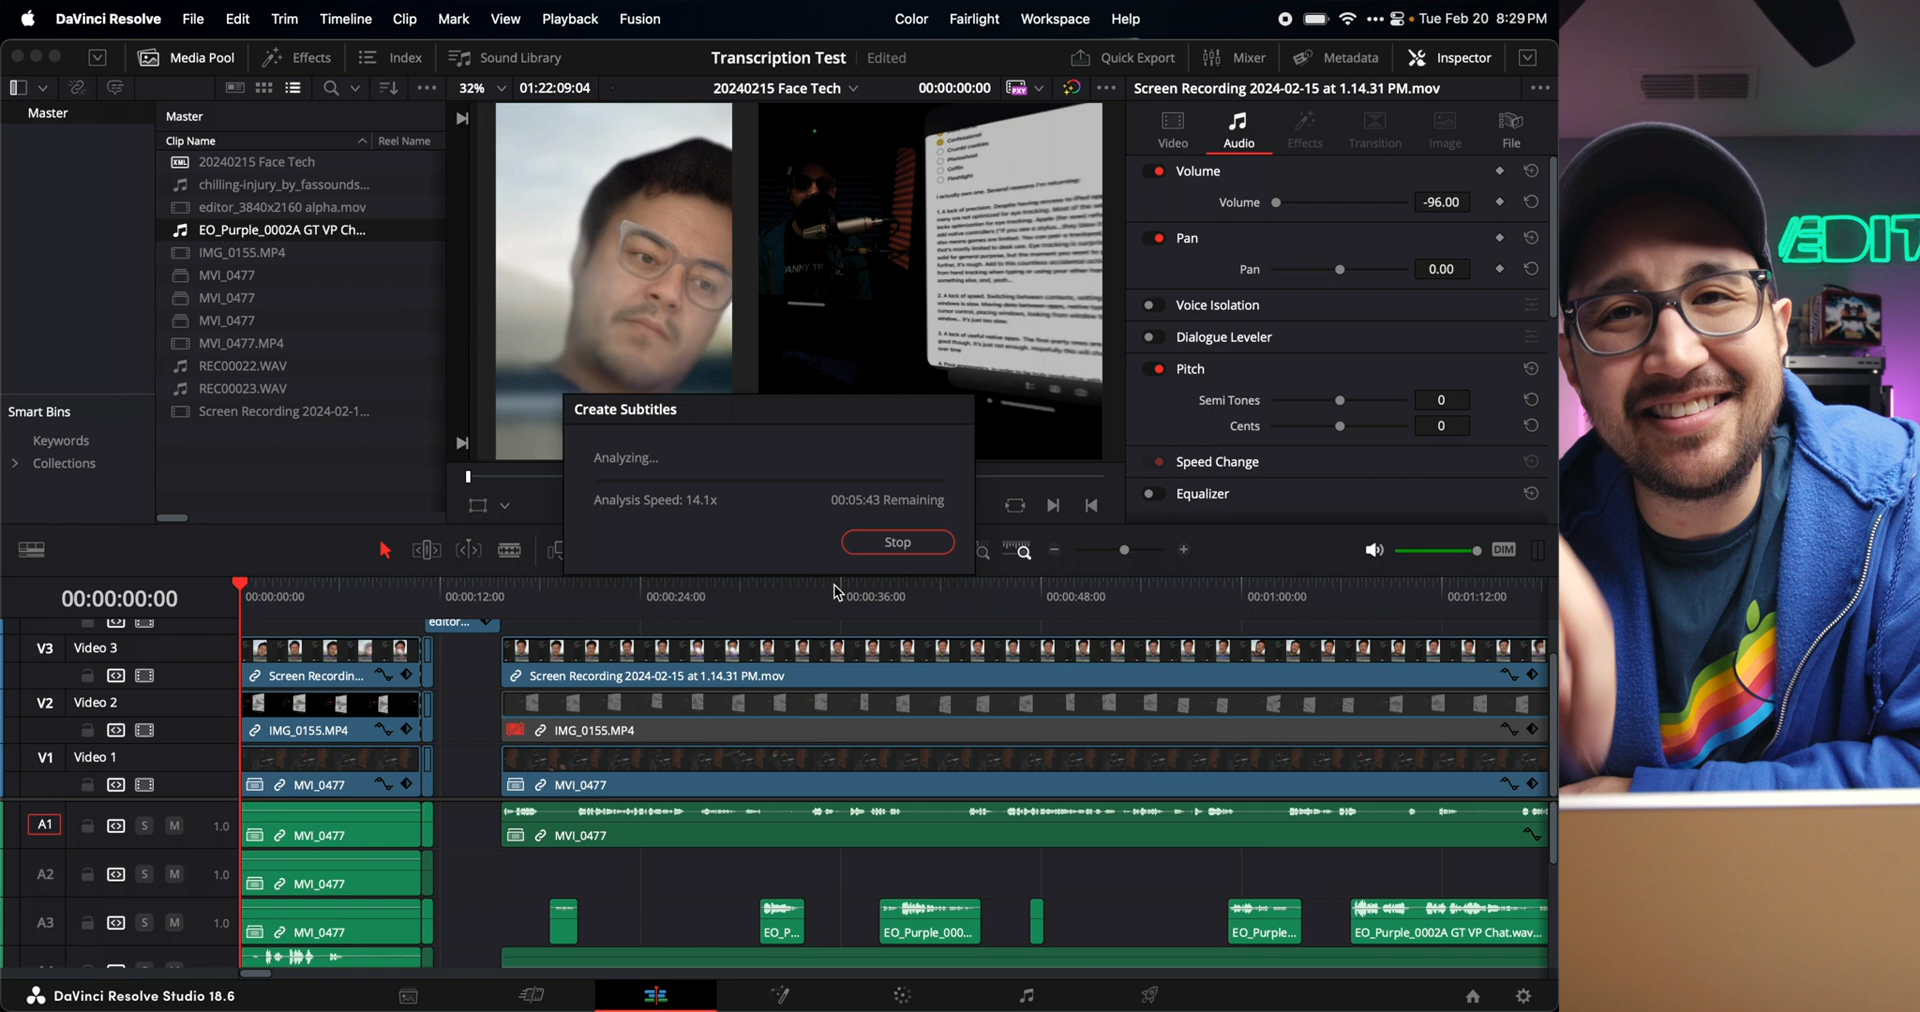 DaVinci Resolve File Edit Trim Timeline Clip Mark View Playback Fusion Color Fairlight Workspace Help Tue Feb 20 8:29PM
Media Pool Effects Index Sound Library Transcription Test Edited Quick Export Mixer Metadata Inspector
32% 01:22:09:04 20240215 Face Tech 00:00:00:00 PXY Screen Recording 2024-02-15 at 1.14.31 PM.mov
Master
Master
Clip Name Reel Name
XML 20240215 Face Tech
chilling-injury_by_fassounds...
editor_3840x2160 alpha.mov
EO_Purple_0002A GT VP Ch...
IMG_0155.MP4
MVI_0477
MVI_0477
MVI_0477
MVI_0477.MP4
REC00022.WAV
REC00023.WAV
Screen Recording 2024-02-1...
Smart Bins
Keywords
Collections
Confessional
Crumbl cookies
Photoshoot
Coffin
Flashlight
Video Audio Effects Transition Image File
Volume
Volume -96.00
Pan
Pan 0.00
Voice Isolation
Dialogue Leveler
Pitch
Semi Tones 0
Cents 0
Speed Change
Equalizer
EDIT
Create Subtitles
Analyzing...
Analysis Speed: 14.1x 00:05:43 Remaining
Stop
DIM
00:00:00:00
00:00:00:00 00:00:12:00 00:00:24:00 00:00:36:00 00:00:48:00 00:01:00:00 00:01:12:00
editor...
V3 Video 3
Screen Recordin... Screen Recording 2024-02-15 at 1.14.31 PM.mov
V2 Video 2
IMG_0155.MP4 IMG_0155.MP4
V1 Video 1
MVI_0477 MVI_0477
A1 S M 1.0
MVI_0477 MVI_0477
A2 S M 1.0
MVI_0477
A3 S M 1.0
MVI_0477 EO_P... EO_Purple_000... EO_Purple... EO_Purple_0002A GT VP Chat.wav...
DaVinci Resolve Studio 18.6